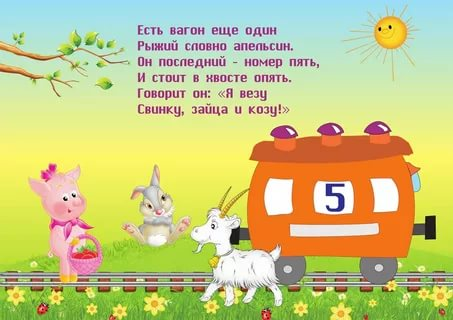 Есть вагон еще один
Рыжий словно апельсин.
Он последний - номер пять,
И стоит в хвосте опять.
Говорит он: «Я везу
Свинку, зайца и козу!»
5